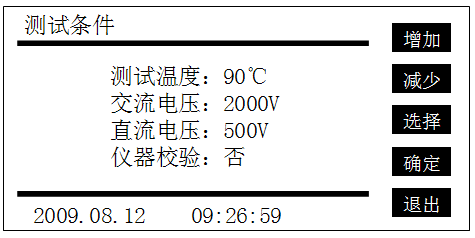 测试条件
测试温度：90℃
交流电压：2000V
直流电压：500V
仪器校验：否
2009.08.12 09:26:59
增加
减少
选择
确定
退出